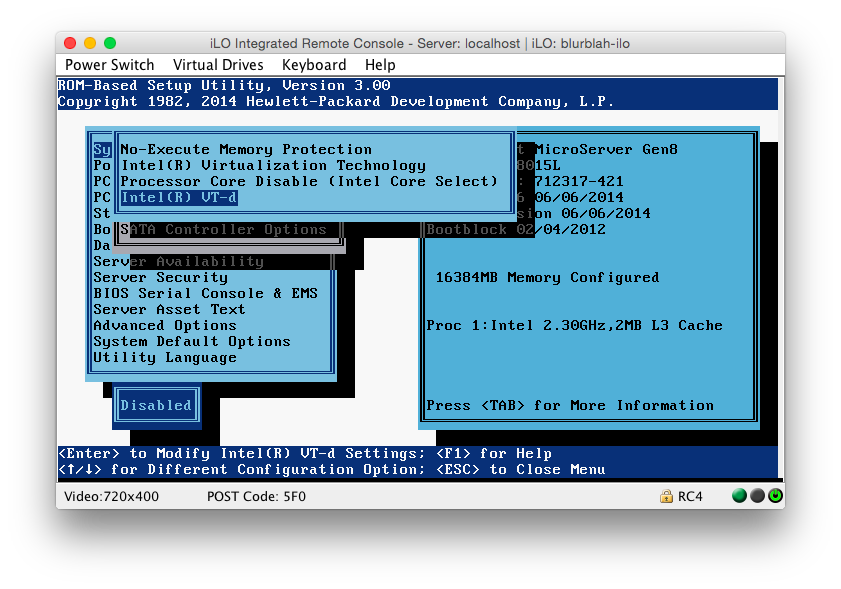 iLO Integrated Remote Console - Server: localhost | iLO: blurblah-ilo
Power Switch Virtual Drives Keyboard Help
ROM-Based Setup Utility, Version 3.00
Copyright 1982, 2014 Hewlett-Packard Development Company, L.P.
Sy No-Execute Memory Protection t MicroServer Gen8
Po Intel(R) Virtualization Technology 8015L
PC Processor Core Disable (Intel Core Select) : 712317-421
PC Intel(R) VT-d 6 06/06/2014
St sion 06/06/2014
Bo SATA Controller Options Bootblock 02/04/2012
Da
Server Availability
Server Security 16384MB Memory Configured
BIOS Serial Console & EMS
Server Asset Text
Advanced Options Proc 1:Intel 2.30GHz,2MB L3 Cache
System Default Options
Utility Language
Disabled Press <TAB> for More Information
<Enter> to Modify Intel(R) VT-d Settings; <F1> for Help
<↑/↓> for Different Configuration Option; <ESC> to Close Menu
Video:720x400 POST Code: 5F0 RC4